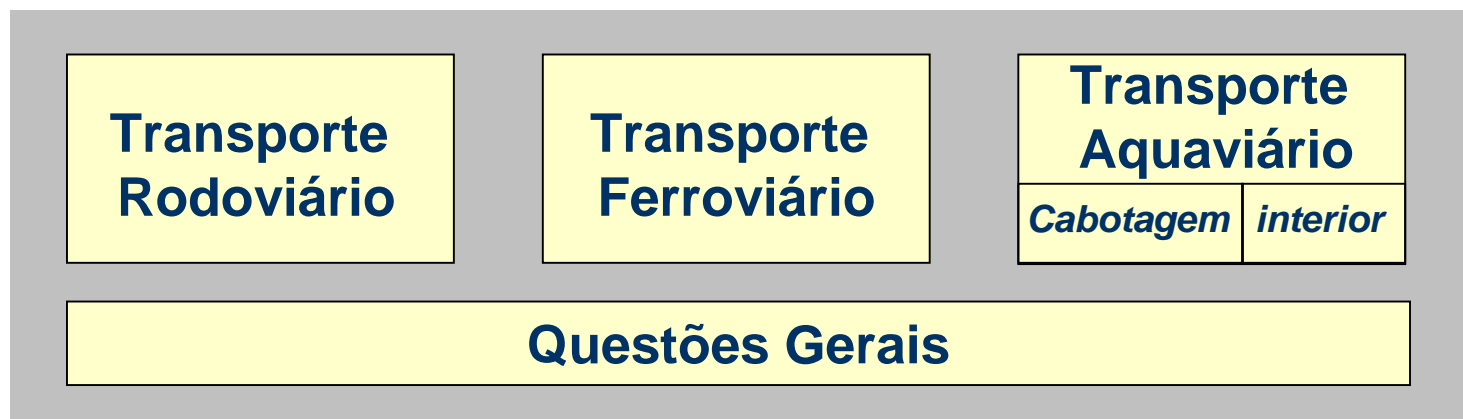 Transporte
Rodoviário
Transporte
Ferroviário
Transporte
Aquaviário
Cabotagem
interior
Questões Gerais